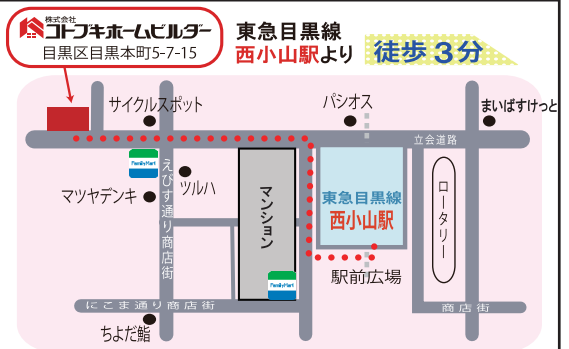 株式会社
コトブキホームビルダー
目黒区目黒本町5-7-15
東急目黒線
西小山駅より
徒歩3分
サイクルスポット
パシオス
まいばすけっと
立会道路
FamilyMart
えびす通り商店街
ツルハ
マツヤデンキ
マンション
東急目黒線
西小山駅
ロータリー
駅前広場
FamilyMart
にこま通り商店街
商店街
ちよだ鮨